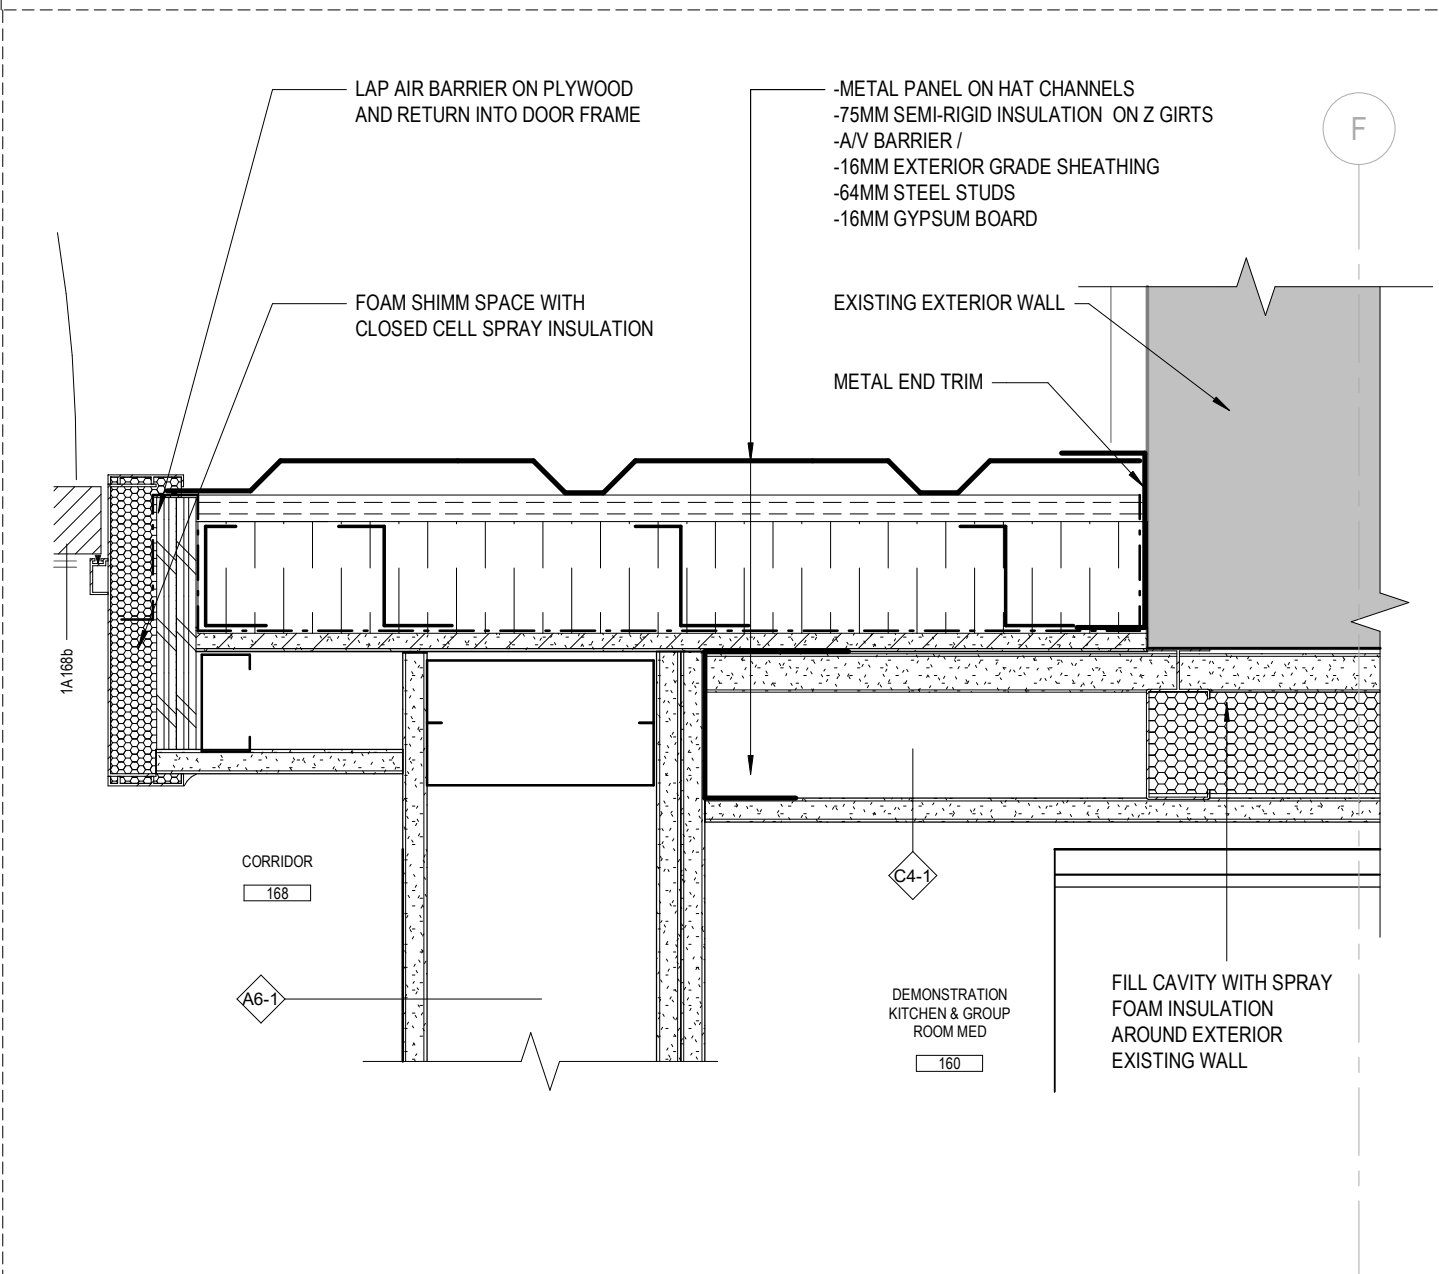 LAP AIR BARRIER ON PLYWOOD
AND RETURN INTO DOOR FRAME
-METAL PANEL ON HAT CHANNELS
-75MM SEMI-RIGID INSULATION ON Z GIRTS
-A/V BARRIER /
-16MM EXTERIOR GRADE SHEATHING
-64MM STEEL STUDS
-16MM GYPSUM BOARD
F
FOAM SHIMM SPACE WITH
CLOSED CELL SPRAY INSULATION
EXISTING EXTERIOR WALL
METAL END TRIM
1A168b
CORRIDOR
168
C4-1
A6-1
DEMONSTRATION
KITCHEN & GROUP
ROOM MED
160
FILL CAVITY WITH SPRAY
FOAM INSULATION
AROUND EXTERIOR
EXISTING WALL